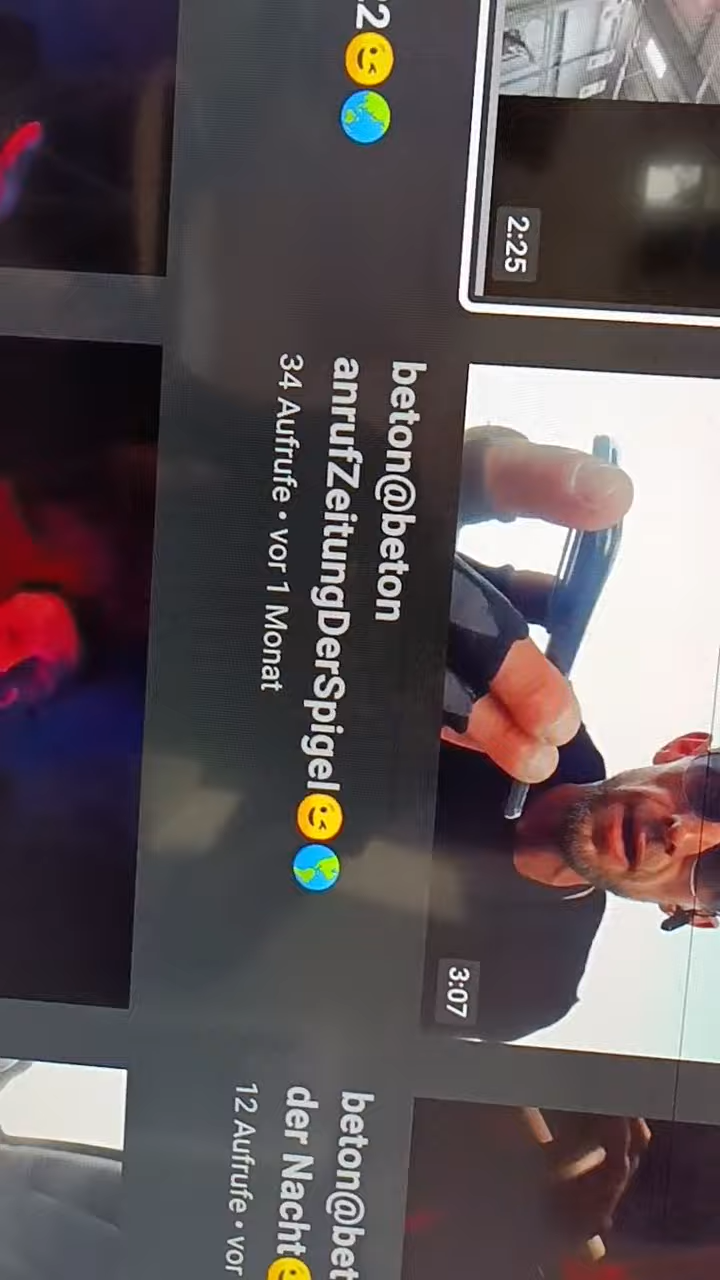 2😉🌏
2:25
beton@beton
anrufZeitungDerSpigel😉🌎
34 Aufrufe • vor 1 Monat
3:07
beton@bet
der Nacht
12 Aufrufe • vor